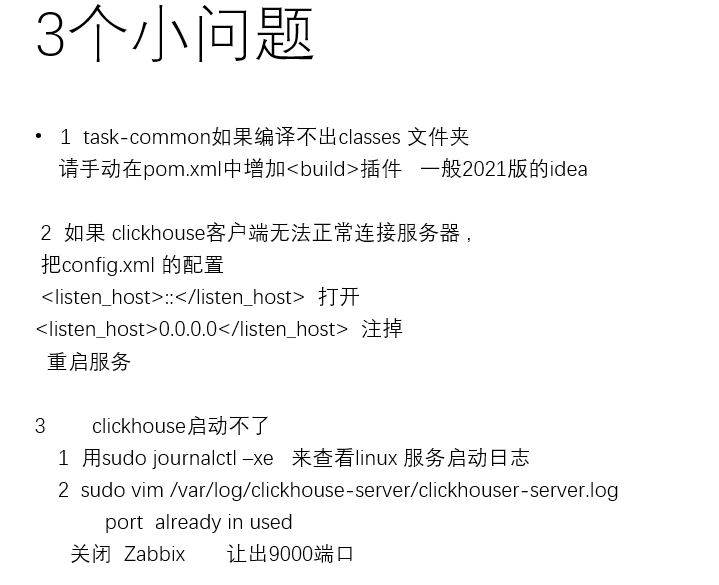 3个小问题
• 1 task-common如果编译不出classes 文件夹
请手动在pom.xml中增加<build>插件 一般2021版的idea
2 如果 clickhouse客户端无法正常连接服务器 ,
把config.xml 的配置
<listen_host>::</listen_host> 打开
<listen_host>0.0.0.0</listen_host> 注掉
重启服务
3 clickhouse启动不了
1 用sudo journalctl –xe 来查看linux 服务启动日志
2 sudo vim /var/log/clickhouse-server/clickhouser-server.log
port already in used
关闭 Zabbix 让出9000端口